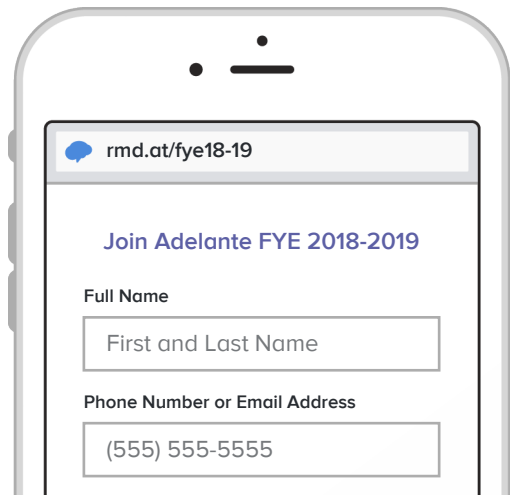 rmd.at/fye18-19
Join Adelante FYE 2018-2019
Full Name
First and Last Name
Phone Number or Email Address
(555) 555-5555